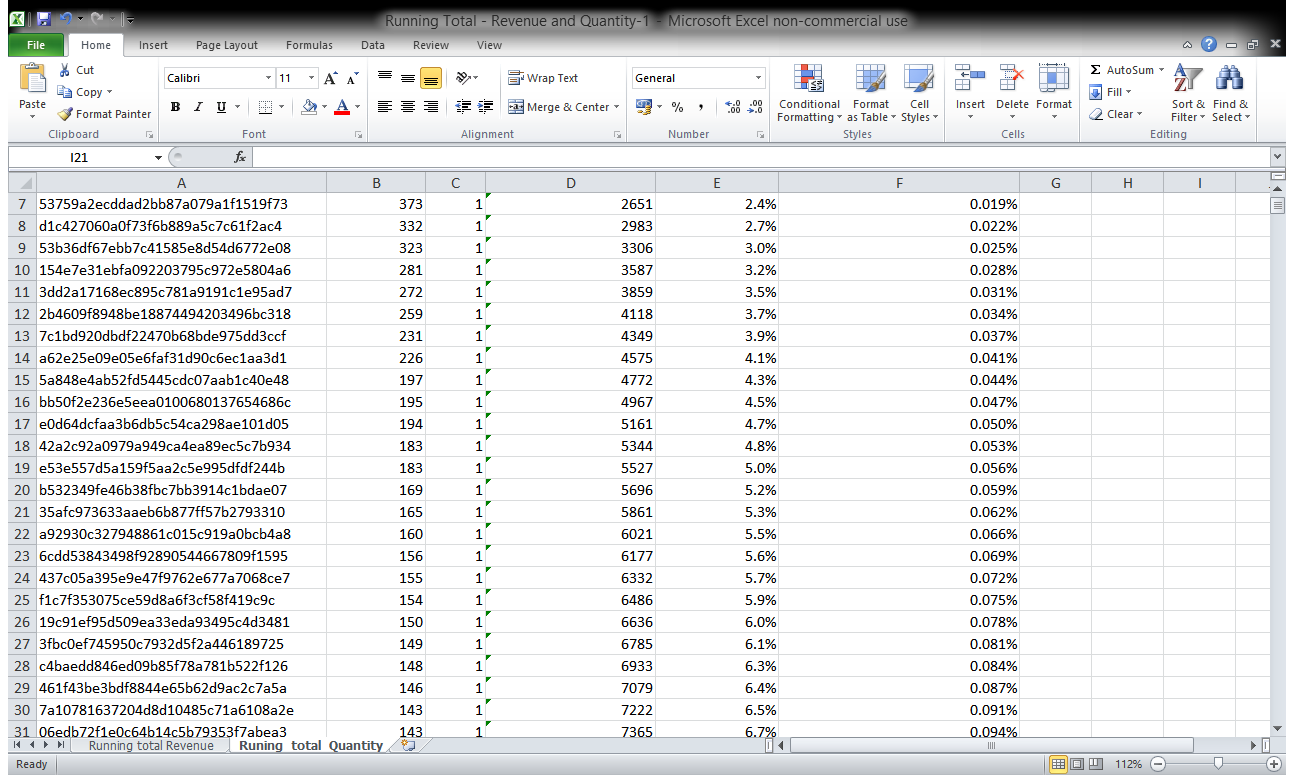 Running Total - Revenue and Quantity-1 - Microsoft Excel non-commercial use
File Home Insert Page Layout Formulas Data Review View
Paste Cut Copy Format Painter
Calibri 11 B I U A A A
Wrap Text Merge & Center
General % , .00 .0
Conditional Formatting Format as Table Cell Styles
Insert Delete Format
Σ AutoSum Fill Clear Sort & Filter Find & Select
Clipboard Font Alignment Number Styles Cells Editing
I21 fx
A B C D E F G H I
7 53759a2ecddad2bb87a079a1f1519f73 373 1 2651 2.4% 0.019%
8 d1c427060a0f73f6b889a5c7c61f2ac4 332 1 2983 2.7% 0.022%
9 53b36df67ebb7c41585e8d54d6772e08 323 1 3306 3.0% 0.025%
10 154e7e31ebfa092203795c972e5804a6 281 1 3587 3.2% 0.028%
11 3dd2a17168ec895c781a9191c1e95ad7 272 1 3859 3.5% 0.031%
12 2b4609f8948be18874494203496bc318 259 1 4118 3.7% 0.034%
13 7c1bd920dbdf22470b68bde975dd3ccf 231 1 4349 3.9% 0.037%
14 a62e25e09e05e6faf31d90c6ec1aa3d1 226 1 4575 4.1% 0.041%
15 5a848e4ab52fd5445cdc07aab1c40e48 197 1 4772 4.3% 0.044%
16 bb50f2e236e5eea0100680137654686c 195 1 4967 4.5% 0.047%
17 e0d64dcfaa3b6db5c54ca298ae101d05 194 1 5161 4.7% 0.050%
18 42a2c92a0979a949ca4ea89ec5c7b934 183 1 5344 4.8% 0.053%
19 e53e557d5a159f5aa2c5e995dfdf244b 183 1 5527 5.0% 0.056%
20 b532349fe46b38fbc7bb3914c1bdae07 169 1 5696 5.2% 0.059%
21 35afc973633aaeb6b877ff57b2793310 165 1 5861 5.3% 0.062%
22 a92930c327948861c015c919a0bcb4a8 160 1 6021 5.5% 0.066%
23 6cdd53843498f92890544667809f1595 156 1 6177 5.6% 0.069%
24 437c05a395e9e47f9762e677a7068ce7 155 1 6332 5.7% 0.072%
25 f1c7f353075ce59d8a6f3cf58f419c9c 154 1 6486 5.9% 0.075%
26 19c91ef95d509ea33eda93495c4d3481 150 1 6636 6.0% 0.078%
27 3fbc0ef745950c7932d5f2a446189725 149 1 6785 6.1% 0.081%
28 c4baedd846ed09b85f78a781b522f126 148 1 6933 6.3% 0.084%
29 461f43be3bdf8844e65b62d9ac2c7a5a 146 1 7079 6.4% 0.087%
30 7a10781637204d8d10485c71a6108a2e 143 1 7222 6.5% 0.091%
31 06edb72f1e0c64b14c5b79353f7abea3 143 1 7365 6.7% 0.094%
Running total Revenue Runing_total_Quantity
Ready 112%